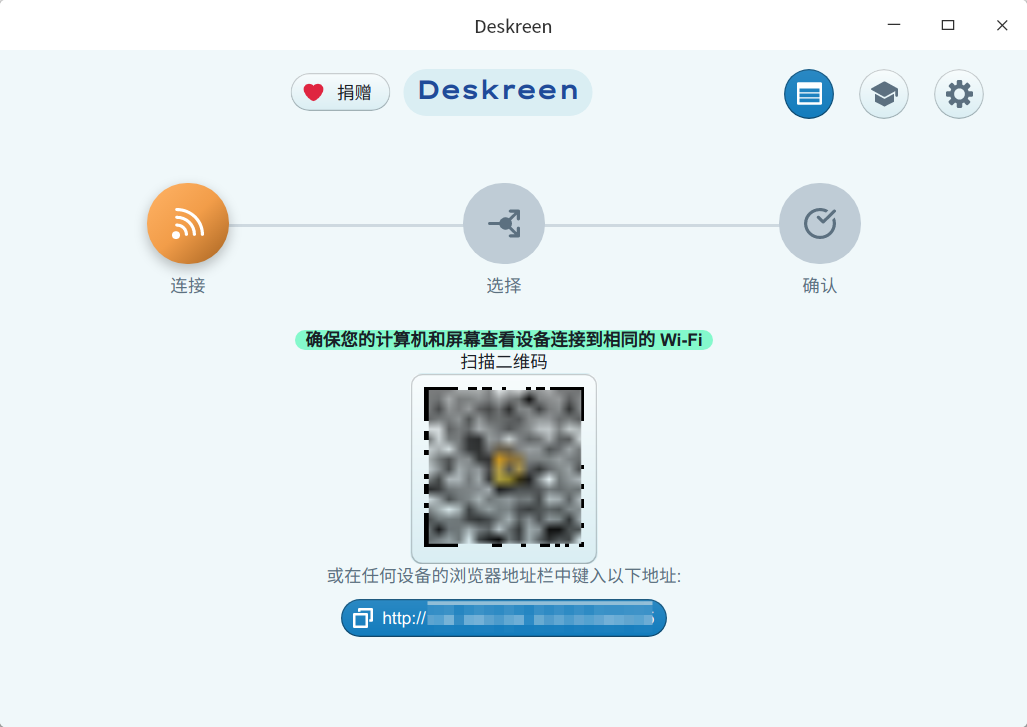 Deskreen
捐赠
Deskreen
连接
选择
确认
确保您的计算机和屏幕查看设备连接到相同的 Wi-Fi
扫描二维码
或在任何设备的浏览器地址栏中键入以下地址:
http://